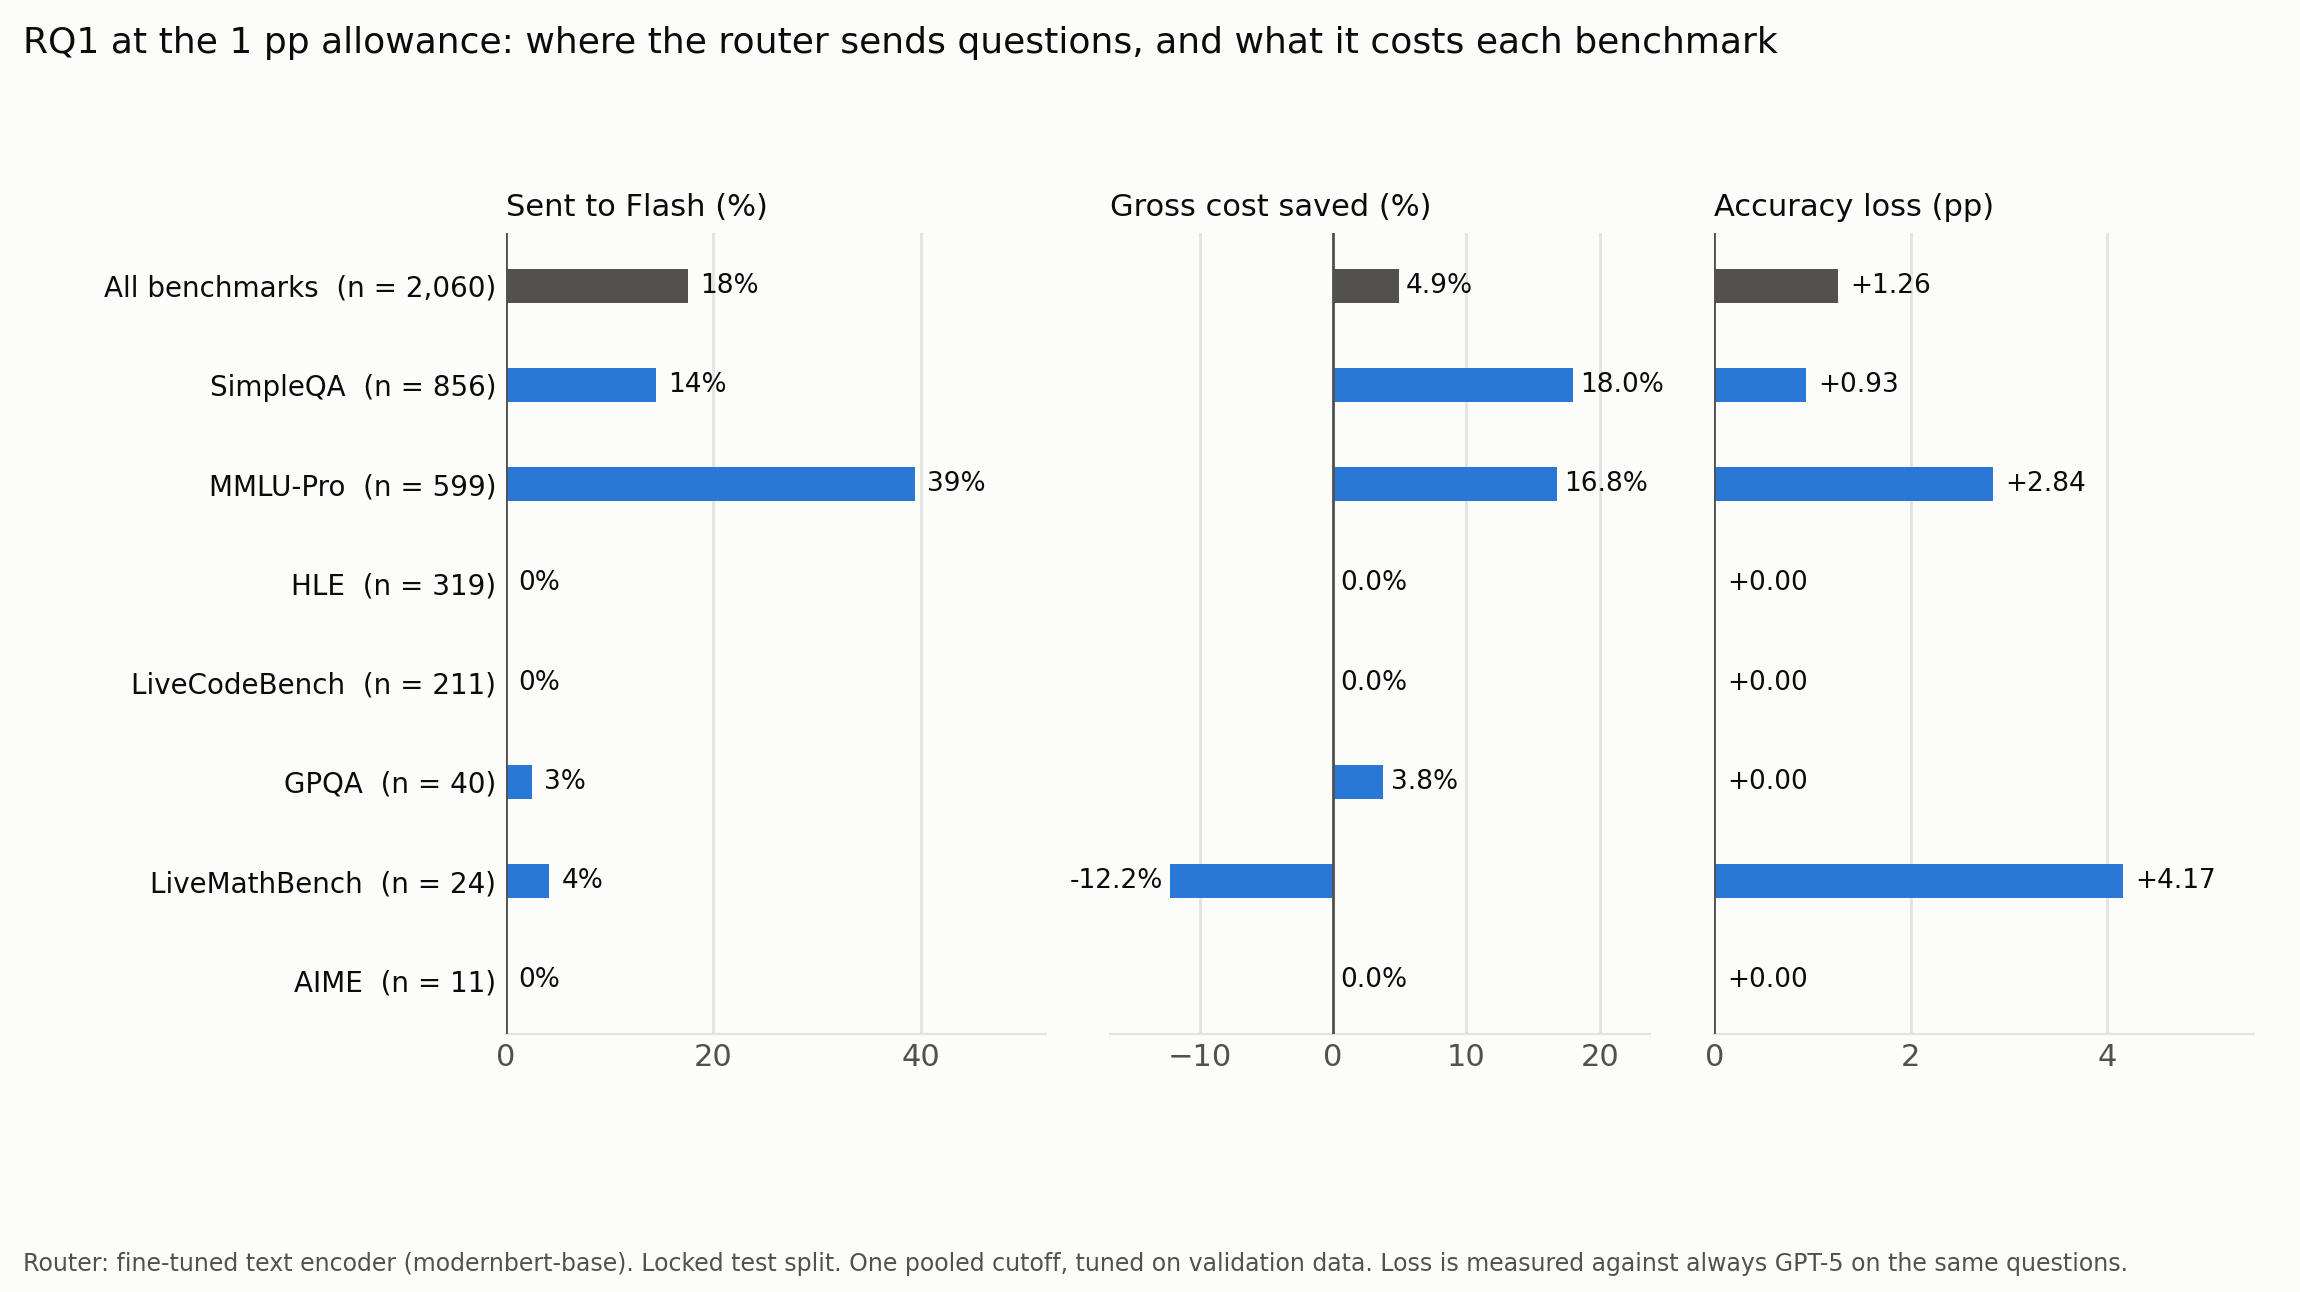 RQ1 at the 1 pp allowance: where the router sends questions, and what it costs each benchmark
Sent to Flash (%)
Gross cost saved (%)
Accuracy loss (pp)
All benchmarks (n = 2,060) 18% 4.9% +1.26
SimpleQA (n = 856) 14% 18.0% +0.93
MMLU-Pro (n = 599) 39% 16.8% +2.84
HLE (n = 319) 0% 0.0% +0.00
LiveCodeBench (n = 211) 0% 0.0% +0.00
GPQA (n = 40) 3% 3.8% +0.00
LiveMathBench (n = 24) 4% -12.2% +4.17
AIME (n = 11) 0% 0.0% +0.00
0 20 40 −10 0 10 20 0 2 4
Router: fine-tuned text encoder (modernbert-base). Locked test split. One pooled cutoff, tuned on validation data. Loss is measured against always GPT-5 on the same questions.